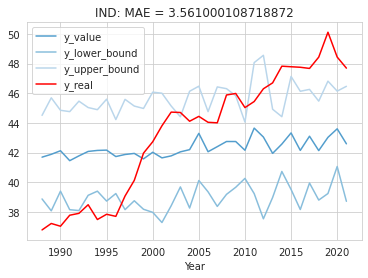 IND: MAE = 3.561000108718872
y_value
y_lower_bound
y_upper_bound
y_real
50
48
46
44
42
40
38
1990 1995 2000 2005 2010 2015 2020
Year